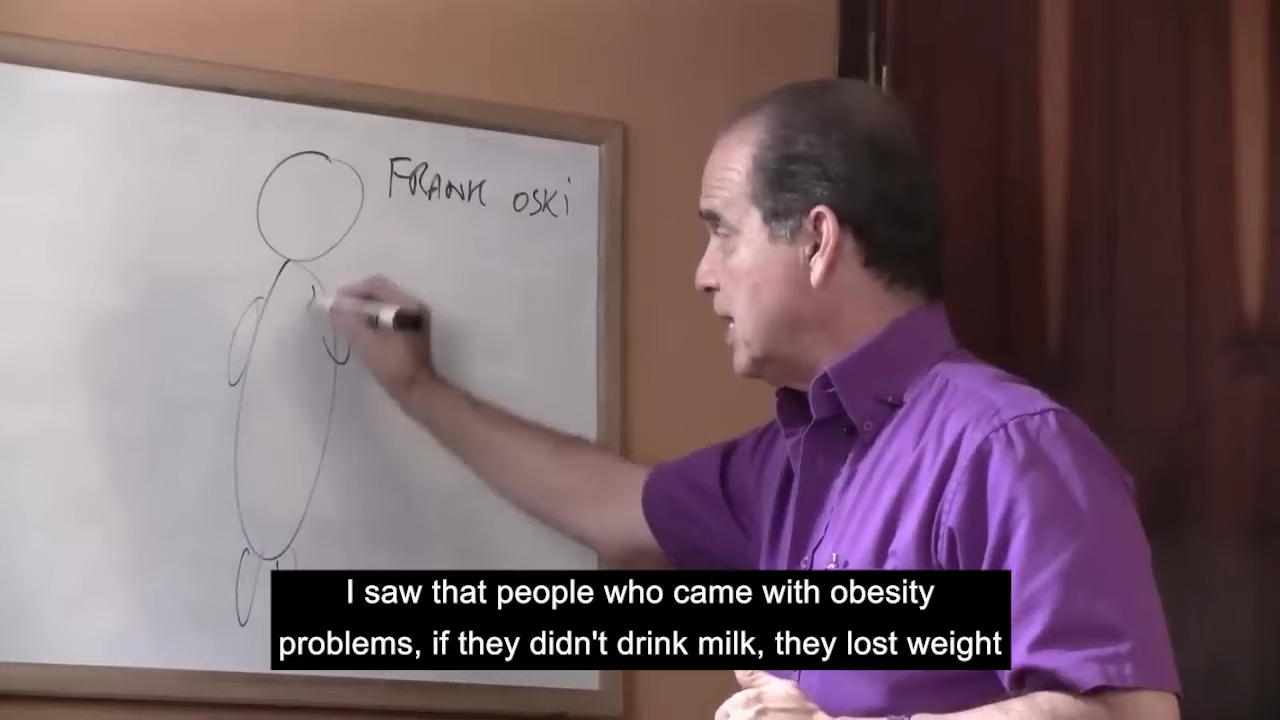 FRANK OSKi
I saw that people who came with obesity
problems, if they didn't drink milk, they lost weight